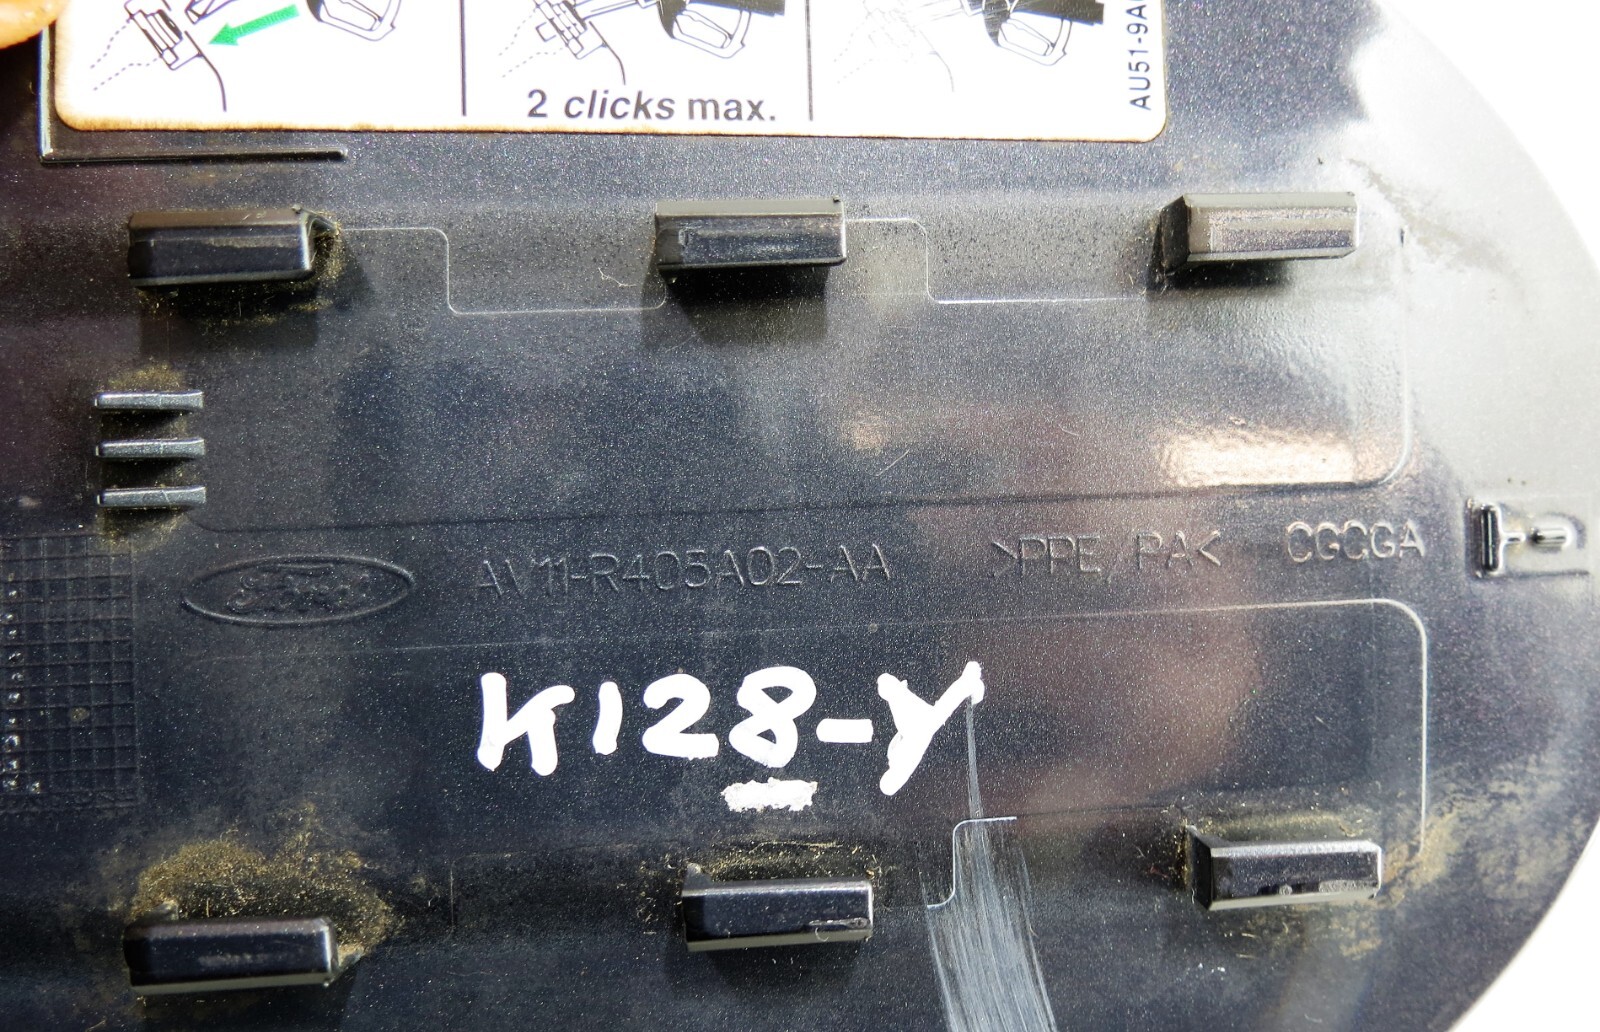 2 clicks max.
AU51-9A
Ford
AV11-R405A02-AA >PPE/PA< CGCGA
K128-Y